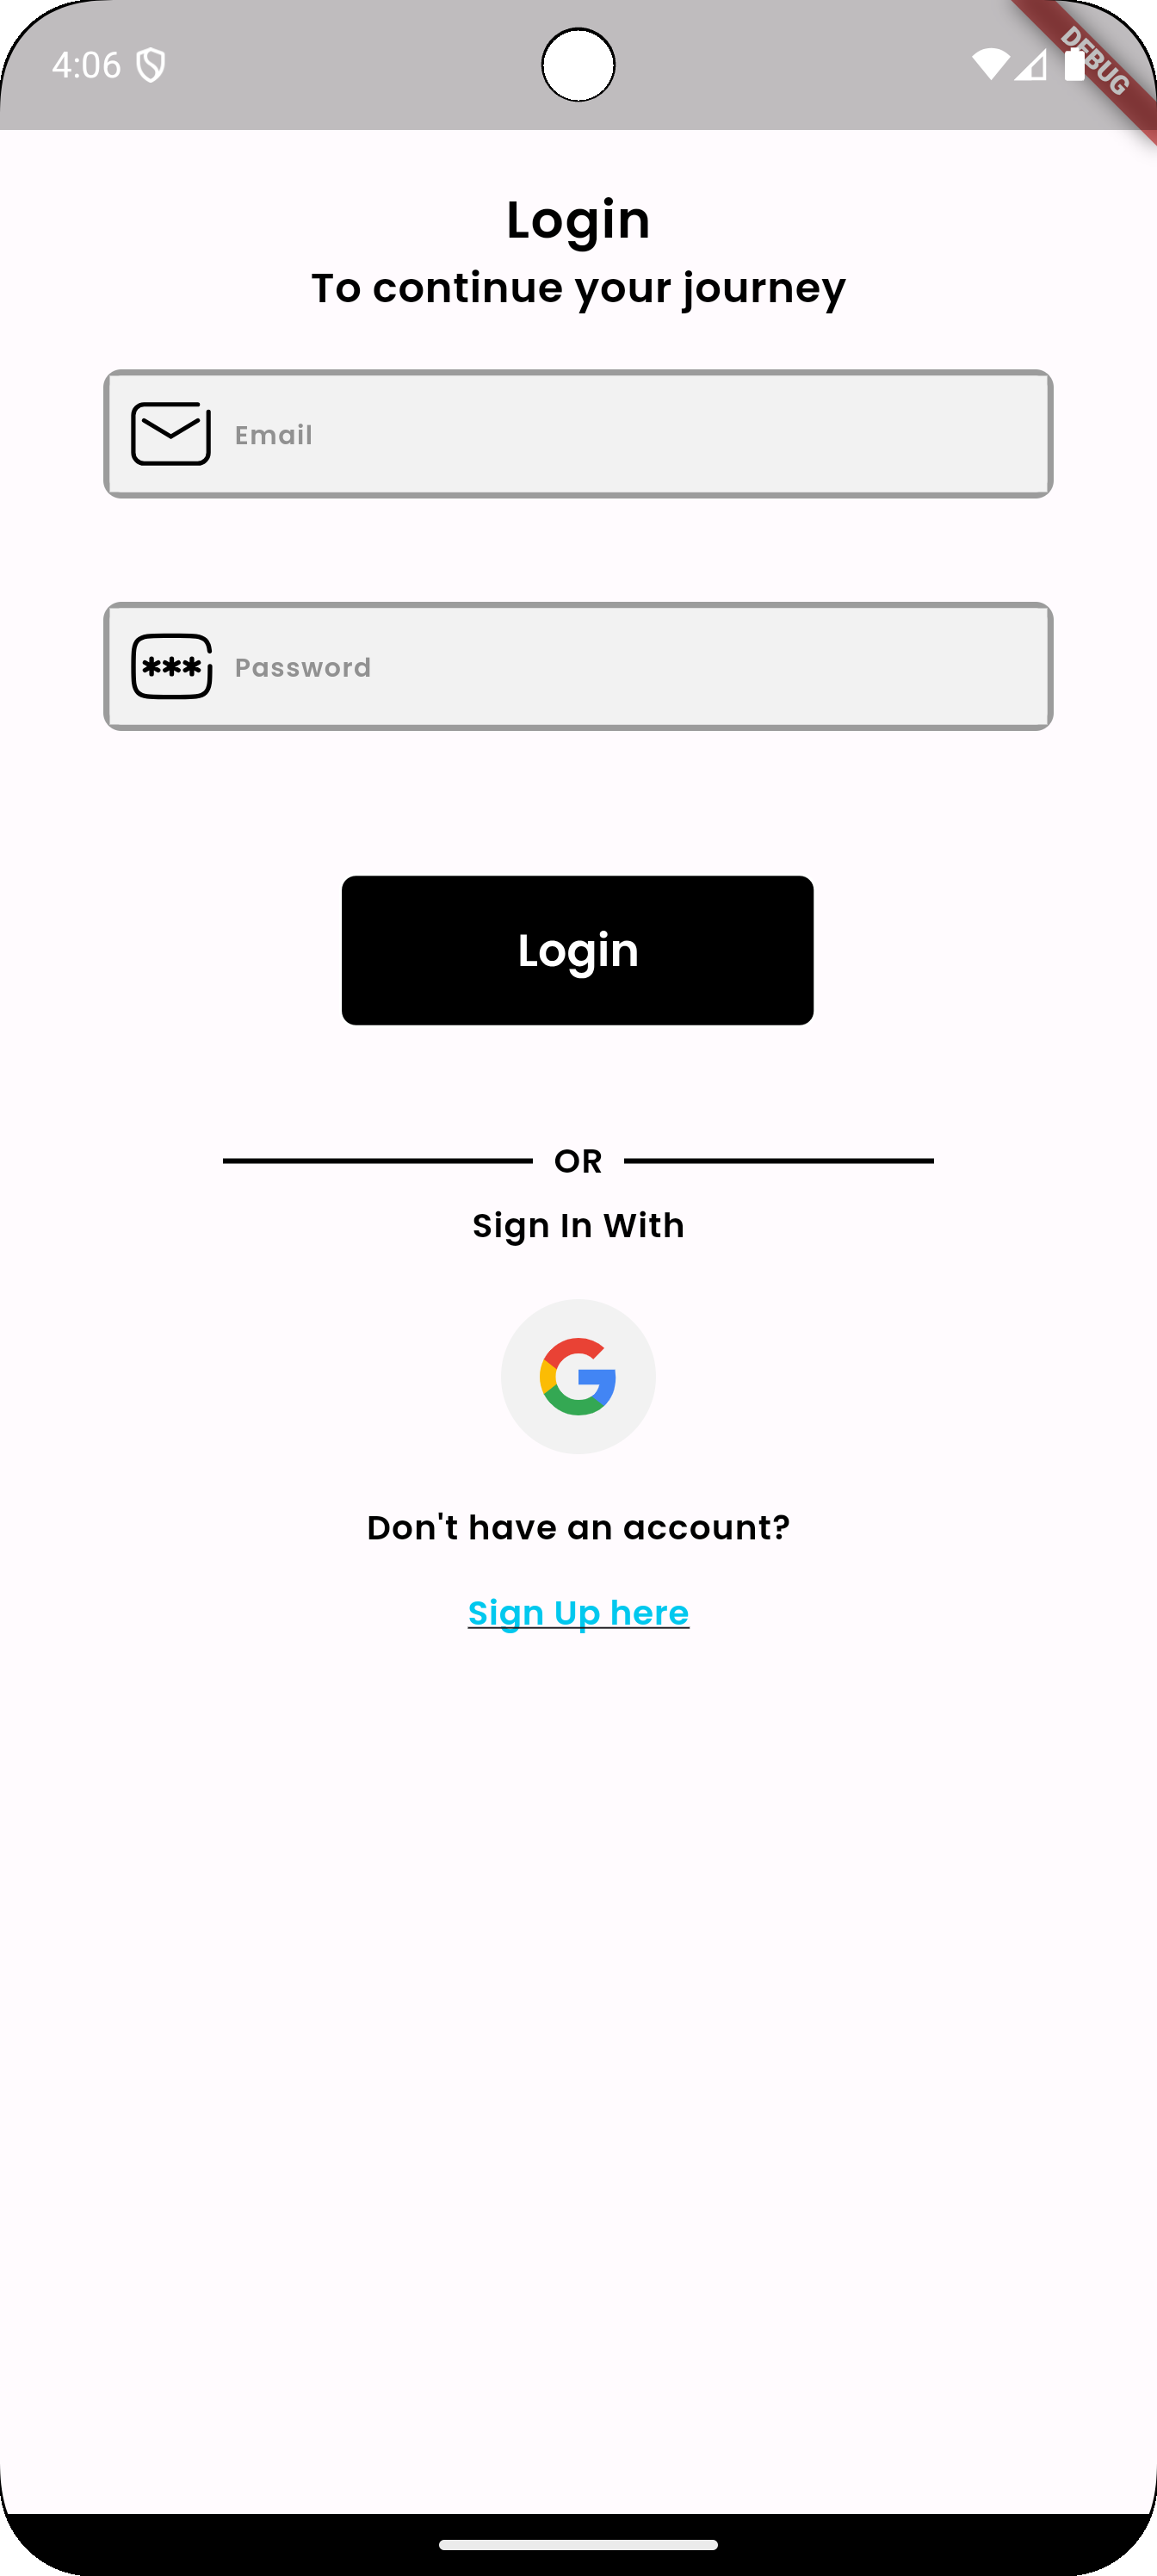 4:06
DEBUG
Login
To continue your journey
Email
*** Password
Login
OR
Sign In With
Don't have an account?
Sign Up here